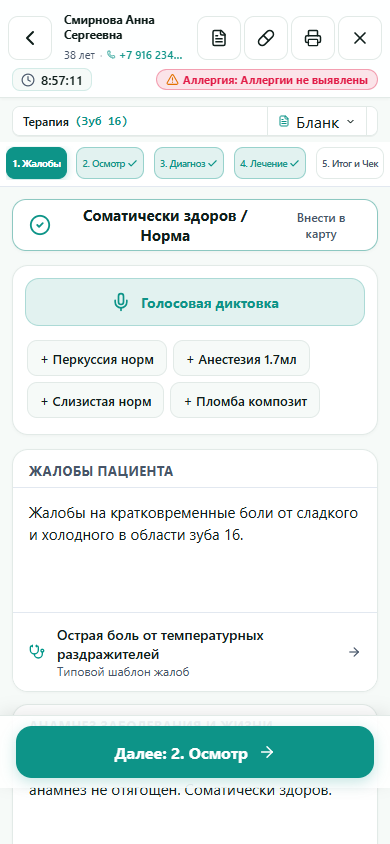 Смирнова Анна
Сергеевна
38 лет · +7 916 234...
8:57:11
Аллергия: Аллергии не выявлены
Терапия (Зуб 16)
Бланк
1. Жалобы
2. Осмотр
3. Диагноз
4. Лечение
5. Итог и Чек
Соматически здоров /
Норма
Внести в
карту
Голосовая диктовка
+ Перкуссия норм
+ Анестезия 1.7мл
+ Слизистая норм
+ Пломба композит
ЖАЛОБЫ ПАЦИЕНТА
Жалобы на кратковременные боли от сладкого
и холодного в области зуба 16.
Острая боль от температурных
раздражителей
Типовой шаблон жалоб
АНАМНЕЗ ЗАБОЛЕВАНИЯ И ЖИЗНИ
Далее: 2. Осмотр
анамнез не отягощен. Соматически здоров.